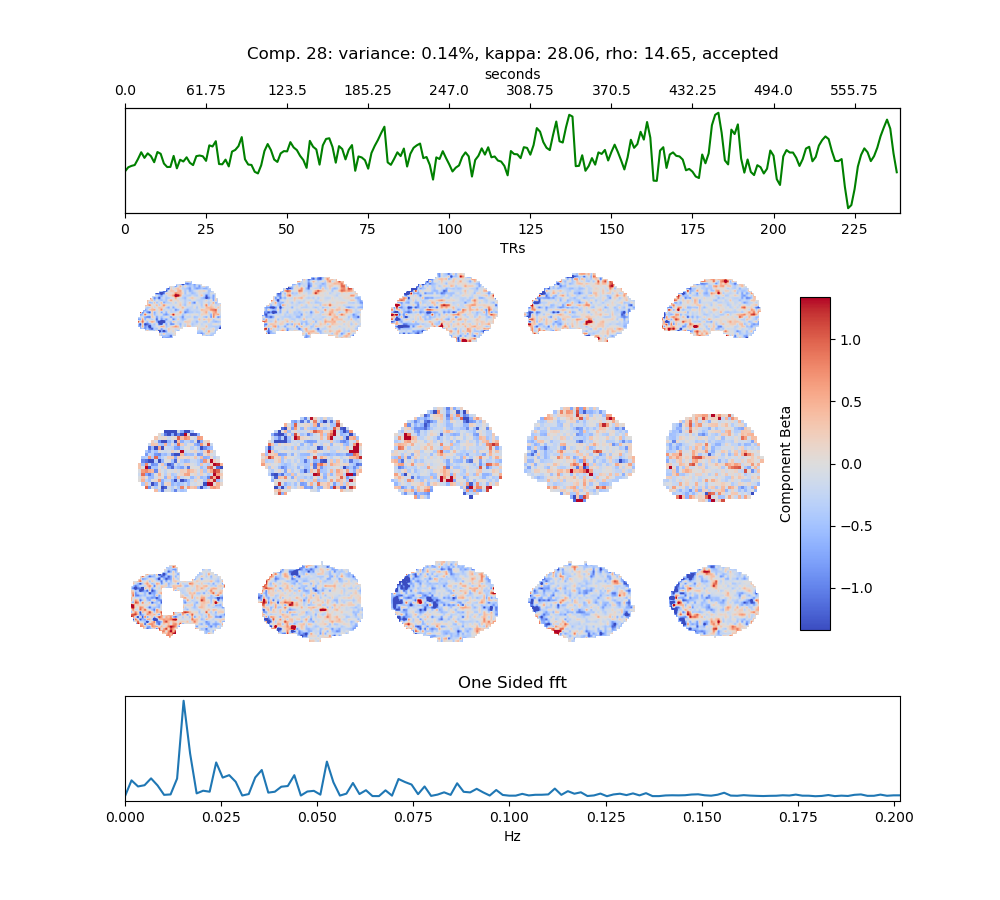 Comp. 28: variance: 0.14%, kappa: 28.06, rho: 14.65, accepted
seconds
0.0 61.75 123.5 185.25 247.0 308.75 370.5 432.25 494.0 555.75
0 25 50 75 100 125 150 175 200 225
TRs
1.0
0.5
0.0
−0.5
−1.0
Component Beta
One Sided fft
0.000 0.025 0.050 0.075 0.100 0.125 0.150 0.175 0.200
Hz